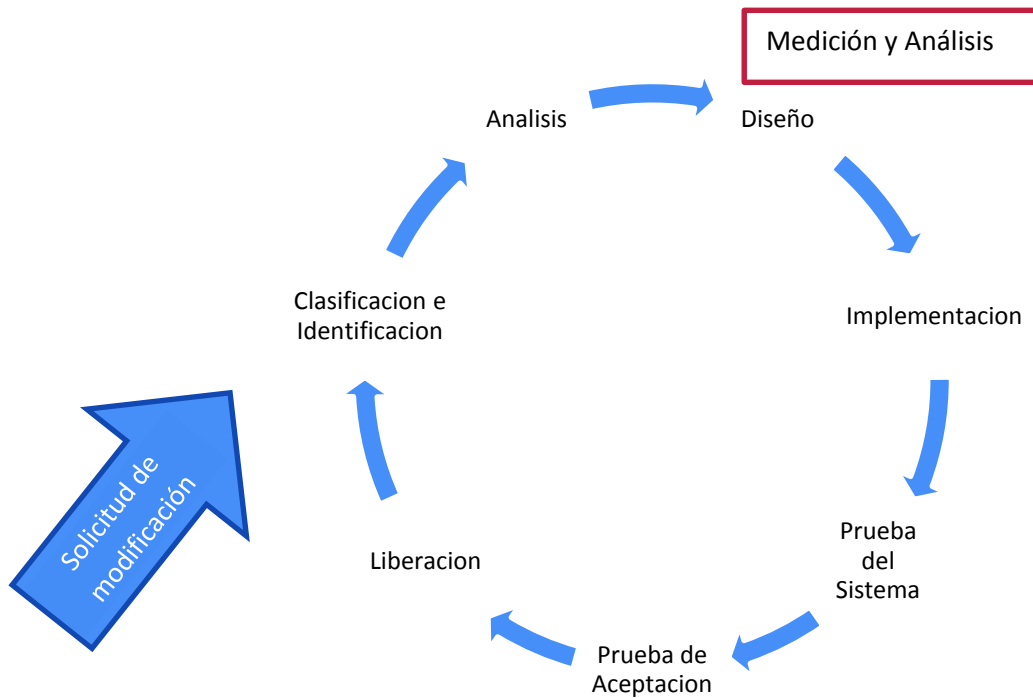 Medición y Análisis
Analisis
Diseño
Clasificacion e
Identificacion
Implementacion
Solicitud de
modificación
Liberacion
Prueba
del
Sistema
Prueba de
Aceptacion